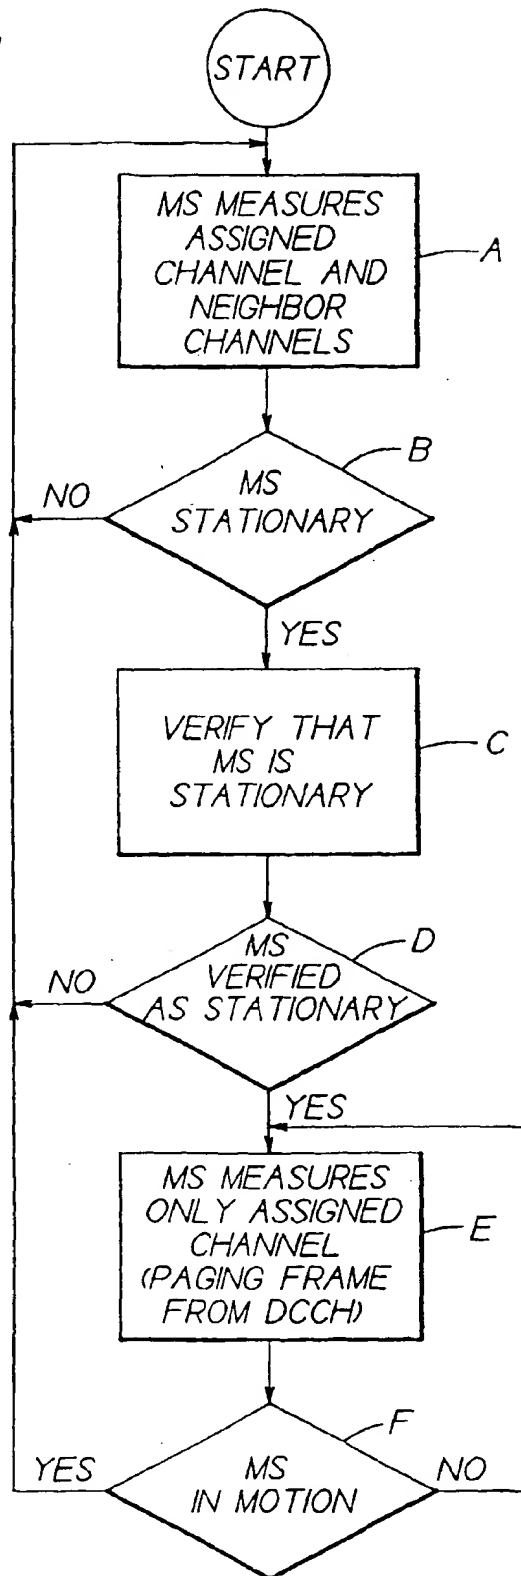 START
MS MEASURES
ASSIGNED
CHANNEL AND
NEIGHBOR
CHANNELS
A
B
MS
STATIONARY
NO
YES
VERIFY THAT
MS IS
STATIONARY
C
D
MS
VERIFIED
AS STATIONARY
NO
YES
MS MEASURES
ONLY ASSIGNED
CHANNEL
(PAGING FRAME
FROM DCCH)
E
F
YES
MS
IN MOTION
NO